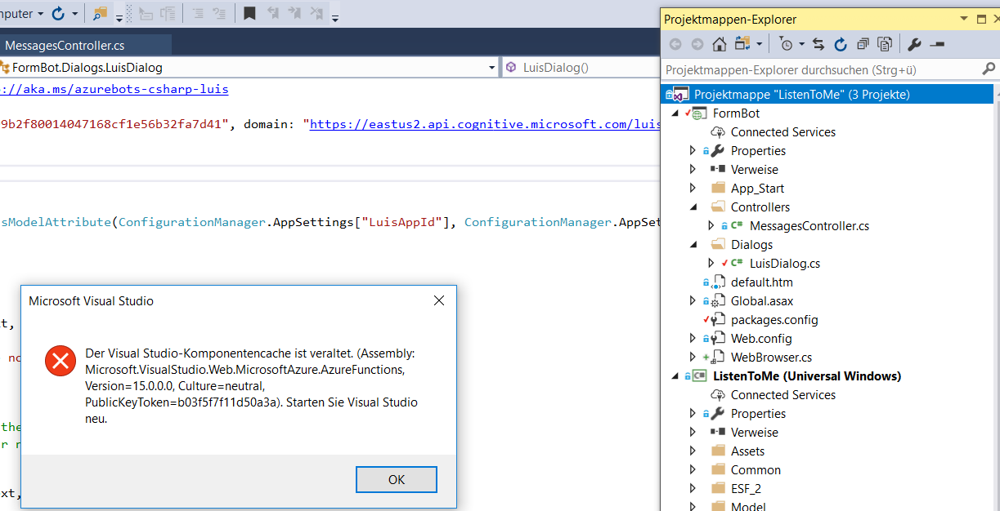 nputer
MessagesController.cs
FormBot.Dialogs.LuisDialog
LuisDialog()
://aka.ms/azurebots-csharp-luis
9b2f80014047168cf1e56b32fa7d41", domain: "https://eastus2.api.cognitive.microsoft.com/luis
sModelAttribute(ConfigurationManager.AppSettings["LuisAppId"], ConfigurationManager.AppSet
t,
no
the
r r
xt,
Microsoft Visual Studio
Der Visual Studio-Komponentencache ist veraltet. (Assembly:
Microsoft.VisualStudio.Web.MicrosoftAzure.AzureFunctions,
Version=15.0.0.0, Culture=neutral,
PublicKeyToken=b03f5f7f11d50a3a). Starten Sie Visual Studio
neu.
OK
Projektmappen-Explorer
Projektmappen-Explorer durchsuchen (Strg+ü)
Projektmappe "ListenToMe" (3 Projekte)
FormBot
Connected Services
Properties
Verweise
App_Start
Controllers
C# MessagesController.cs
Dialogs
C# LuisDialog.cs
default.htm
Global.asax
packages.config
Web.config
WebBrowser.cs
C# ListenToMe (Universal Windows)
Connected Services
Properties
Verweise
Assets
Common
ESF_2
Model